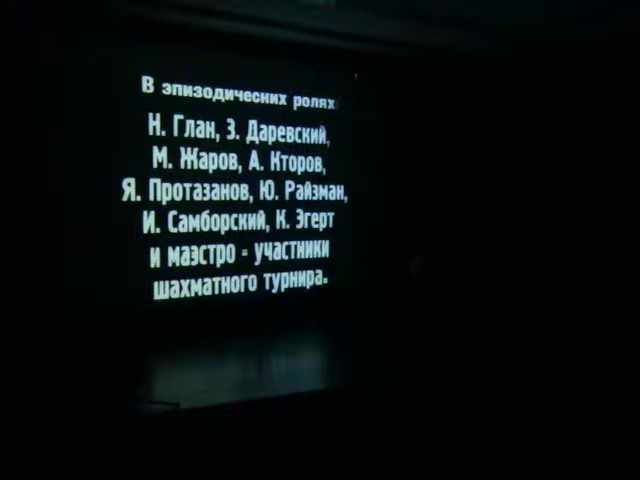 В эпизодических ролях
Н. Глан, З. Даревский,
М. Жаров, А. Кторов,
Я. Протазанов, Ю. Райзман,
И. Самборский, К. Эгерт
и маэстро - участники
шахматного турнира.